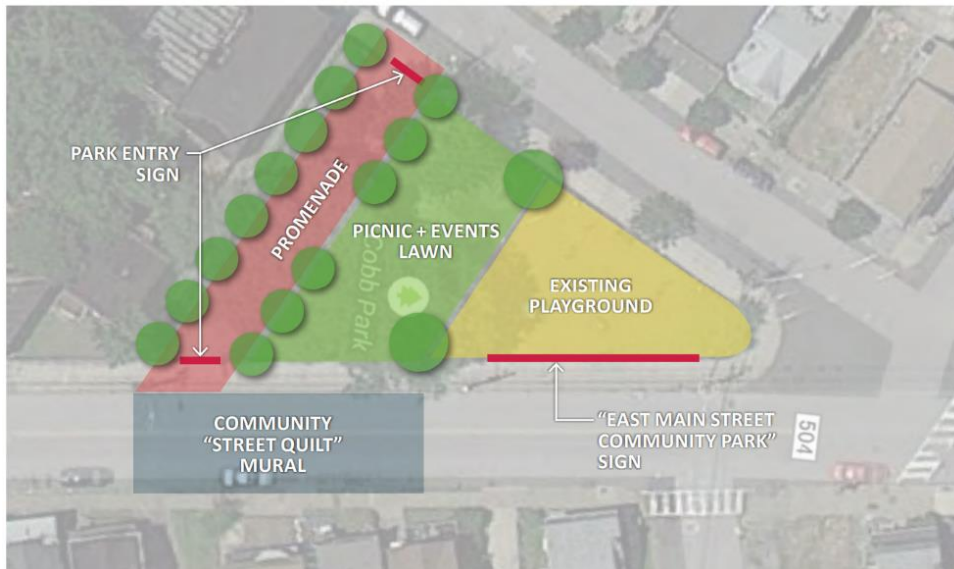 PARK ENTRY
SIGN
PROMENADE
PICNIC + EVENTS
LAWN
Cobb Park
EXISTING
PLAYGROUND
COMMUNITY
“STREET QUILT”
MURAL
“EAST MAIN STREET
COMMUNITY PARK”
SIGN
504